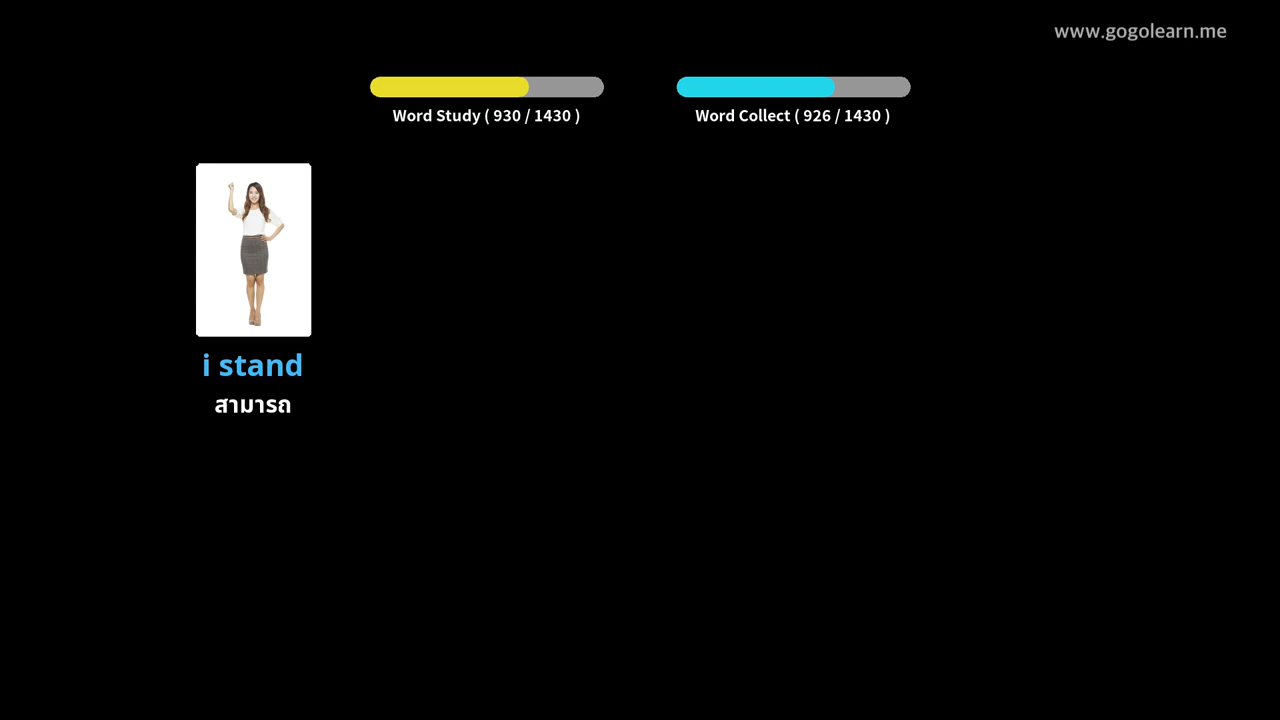 www.gogolearn.me
Word Study ( 930 / 1430 )
Word Collect ( 926 / 1430 )
i stand
สามารถ